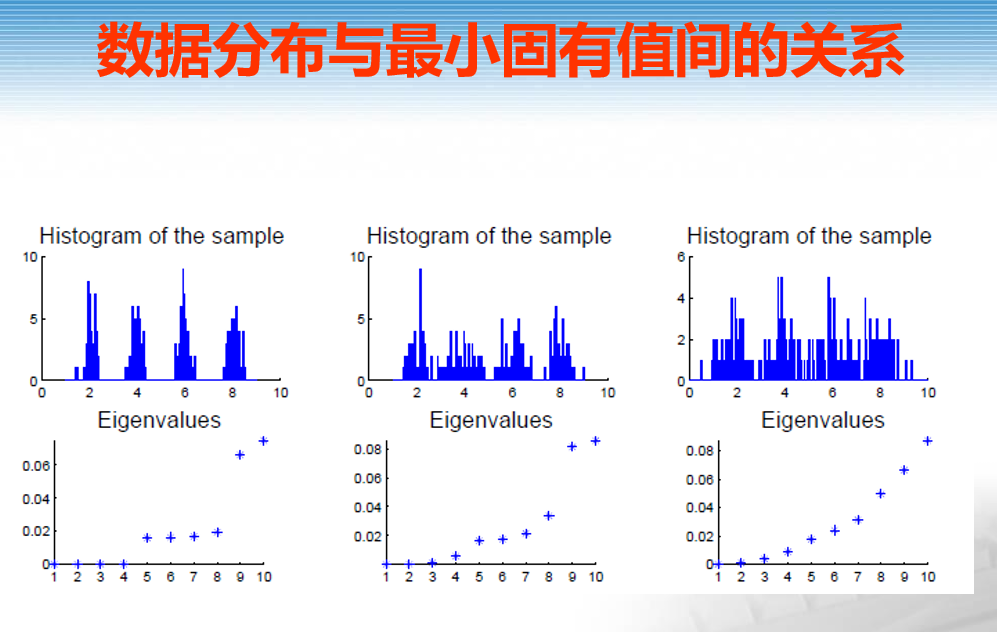 数据分布与最小固有值间的关系
Histogram of the sample Histogram of the sample Histogram of the sample
10 10 6
5 5 4
2
0 0 0
0 2 4 6 8 10 0 2 4 6 8 10 0 2 4 6 8 10
Eigenvalues Eigenvalues Eigenvalues
0.06 0.08 0.08
0.04 0.06 0.06
0.02 0.04 0.04
0 0.02 0.02
0
1 2 3 4 5 6 7 8 9 10 1 2 3 4 5 6 7 8 9 10 1 2 3 4 5 6 7 8 9 10